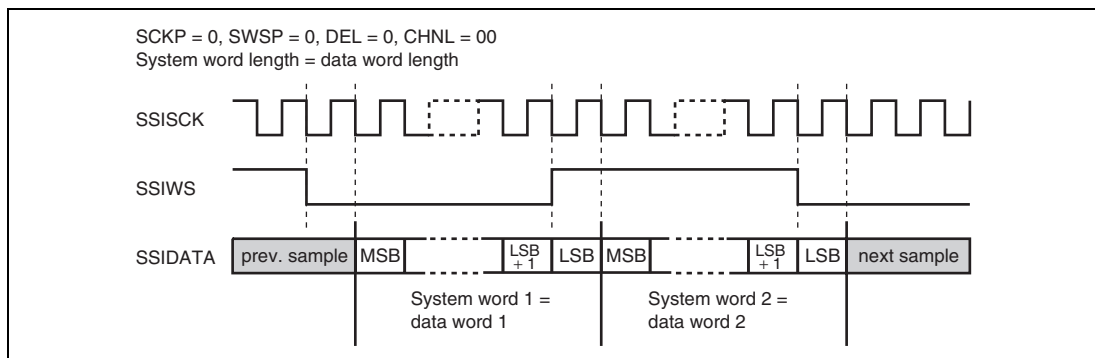 SCKP = 0, SWSP = 0, DEL = 0, CHNL = 00
System word length = data word length
SSISCK
SSIWS
SSIDATA
prev. sample
MSB
LSB
+ 1
LSB
MSB
LSB
+ 1
LSB
next sample
System word 1 =
data word 1
System word 2 =
data word 2